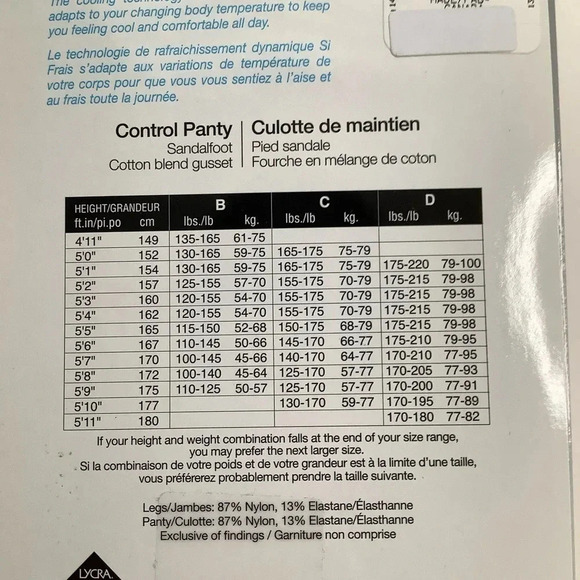 The cooling technology
adapts to your changing body temperature to keep
you feeling cool and comfortable all day.
Le technologie de rafraichissement dynamique Si
Frais s'adapte aux variations de température de
votre corps pour que vous vous sentiez à l'aise et
au frais toute la journée.
Control Panty | Culotte de maintien
Sandalfoot | Pied sandale
Cotton blend gusset | Fourche en mélange de coton
HEIGHT/GRANDEUR B C D
ft.in/pi.po cm lbs./lb kg. lbs./lb kg. lbs./lb kg.
4'11" 149 135-165 61-75
5'0" 152 130-165 59-75 165-175 75-79
5'1" 154 130-165 59-75 165-175 75-79 175-220 79-100
5'2" 157 125-155 57-70 155-175 70-79 175-215 79-98
5'3" 160 120-155 54-70 155-175 70-79 175-215 79-98
5'4" 162 120-155 54-70 155-175 70-79 175-215 79-98
5'5" 165 115-150 52-68 150-175 68-79 175-215 79-98
5'6" 167 110-145 50-66 145-170 66-77 175-210 79-95
5'7" 170 100-145 45-66 140-170 64-77 170-210 77-95
5'8" 172 100-140 45-64 125-170 57-77 170-205 77-93
5'9" 175 110-125 50-57 125-170 57-77 170-200 77-91
5'10" 177 130-170 59-77 170-195 77-89
5'11" 180 170-180 77-82
If your height and weight combination falls at the end of your size range,
you may prefer the next larger size.
Si la combinaison de votre poids et de votre grandeur est à la limite d'une taille,
vous préférerez probablement prendre la taille suivante.
Legs/Jambes: 87% Nylon, 13% Elastane/Élasthanne
Panty/Culotte: 87% Nylon, 13% Elastane/Élasthanne
Exclusive of findings / Garniture non comprise
LYCRA